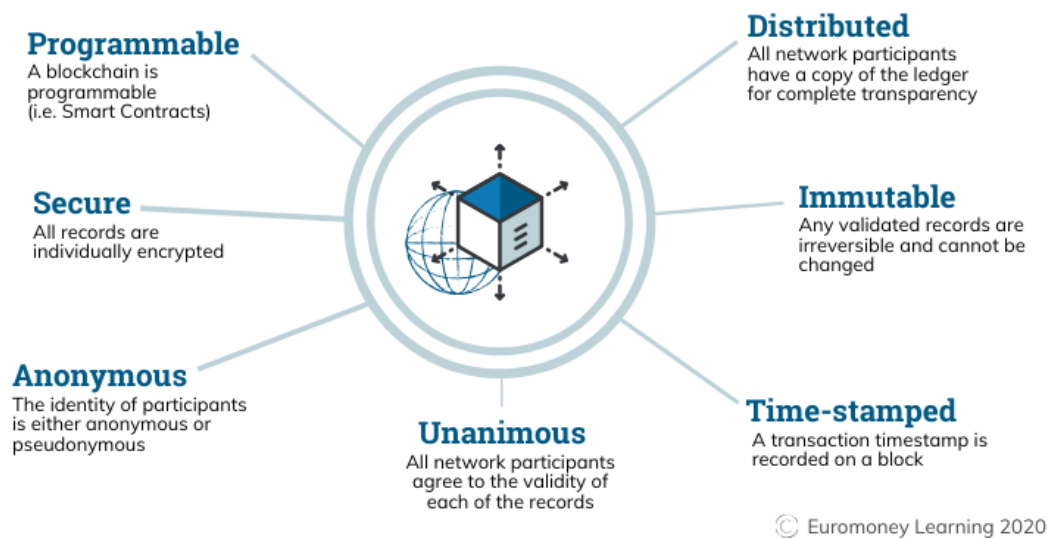 Programmable
A blockchain is
programmable
(i.e. Smart Contracts)
Secure
All records are
individually encrypted
Anonymous
The identity of participants
is either anonymous or
pseudonymous
Unanimous
All network participants
agree to the validity of
each of the records
Distributed
All network participants
have a copy of the ledger
for complete transparency
Immutable
Any validated records are
irreversible and cannot be
changed
Time-stamped
A transaction timestamp is
recorded on a block
© Euromoney Learning 2020